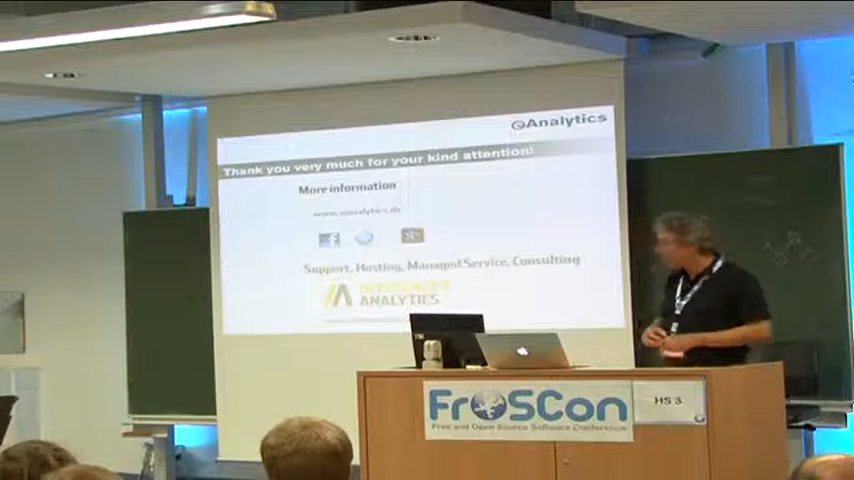 Analytics
Thank you very much for your kind attention!
More information
f
Support, Hosting, Managed Service, Consulting
ANALYTICS
FrOSCon
Free and Open Source Software Conference
HS 3